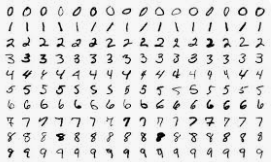 0 0 0 0 0 0 0 0 0 0 0 0 0 0 0 0
1 1 1 1 1 1 1 1 1 1 1 1 1 1 1 1
2 2 2 2 2 2 2 2 2 2 2 2 2 2 2 2
3 3 3 3 3 3 3 3 3 3 3 3 3 3 3 3
4 4 4 4 4 4 4 4 4 4 4 4 4 4 4 4
5 5 5 5 5 5 5 5 5 5 5 5 5 5 5 5
6 6 6 6 6 6 6 6 6 6 6 6 6 6 6 6
7 7 7 7 7 7 7 7 7 7 7 7 7 7 7 7
8 8 8 8 8 8 8 8 8 8 8 8 8 8 8 8
9 9 9 9 9 9 9 9 9 9 9 9 9 9 9 9